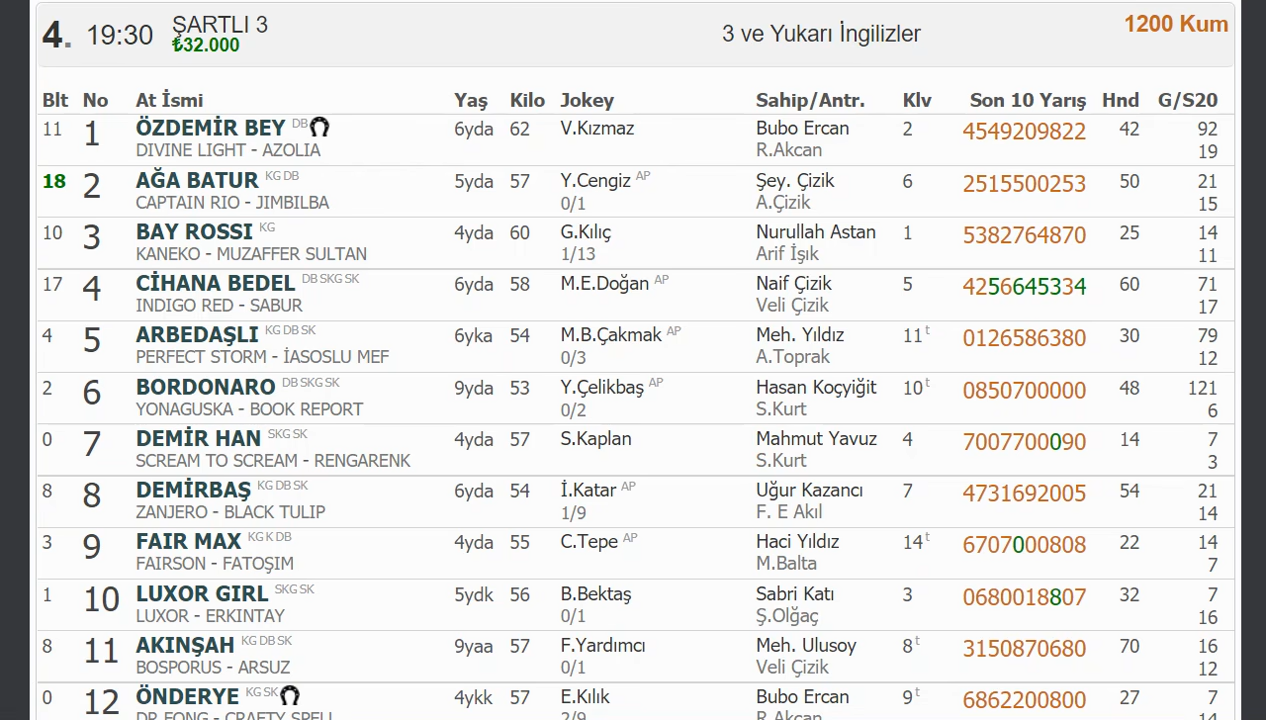 4. 19:30 ŞARTLI 3 3 ve Yukarı İngilizler 1200 Kum
₺32.000
Blt No At İsmi Yaş Kilo Jokey Sahip/Antr. Klv Son 10 Yarış Hnd G/S20
11 1 ÖZDEMİR BEY DB 6yda 62 V.Kızmaz Bubo Ercan 2 4549209822 42 92
DIVINE LIGHT - AZOLIA R.Akcan 19
18 2 AĞA BATUR KG DB 5yda 57 Y.Cengiz AP Şey. Çizik 6 2515500253 50 21
CAPTAIN RIO - JIMBILBA 0/1 A.Çizik 15
10 3 BAY ROSSI KG 4yda 60 G.Kılıç Nurullah Astan 1 5382764870 25 14
KANEKO - MUZAFFER SULTAN 1/13 Arif İşık 11
17 4 CİHANA BEDEL DB SKG SK 6yda 58 M.E.Doğan AP Naif Çizik 5 4256645334 60 71
INDIGO RED - SABUR Veli Çizik 17
4 5 ARBEDAŞLI KG DB SK 6yka 54 M.B.Çakmak AP Meh. Yıldız 11 t 0126586380 30 79
PERFECT STORM - İASOSLU MEF 0/3 A.Toprak 12
2 6 BORDONARO DB SKG SK 9yda 53 Y.Çelikbaş AP Hasan Koçyiğit 10 t 0850700000 48 121
YONAGUSKA - BOOK REPORT 0/2 S.Kurt 6
0 7 DEMİR HAN SKG SK 4yda 57 S.Kaplan Mahmut Yavuz 4 7007700090 14 7
SCREAM TO SCREAM - RENGARENK S.Kurt 3
8 8 DEMİRBAŞ KG DB SK 6yda 54 İ.Katar AP Uğur Kazancı 7 4731692005 54 21
ZANJERO - BLACK TULIP 1/9 F. E Akıl 14
3 9 FAIR MAX KG K DB 4yda 55 C.Tepe AP Haci Yıldız 14 t 6707000808 22 14
FAIRSON - FATOŞIM M.Balta 7
1 10 LUXOR GIRL SKG SK 5ydk 56 B.Bektaş Sabri Katı 3 0680018807 32 7
LUXOR - ERKINTAY 0/1 Ş.Olğaç 16
8 11 AKINŞAH KG DB SK 9yaa 57 F.Yardımcı Meh. Ulusoy 8 t 3150870680 70 16
BOSPORUS - ARSUZ 0/1 Veli Çizik 12
0 12 ÖNDERYE KG SK 4ykk 57 E.Kılık Bubo Ercan 9 t 6862200800 27 7
DR FONG - CRAFTY SPELL 2/9 R.Akcan 14